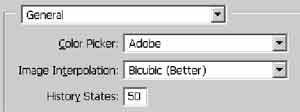 General
Color Picker: Adobe
Image Interpolation: Bicubic (Better)
History States: 50